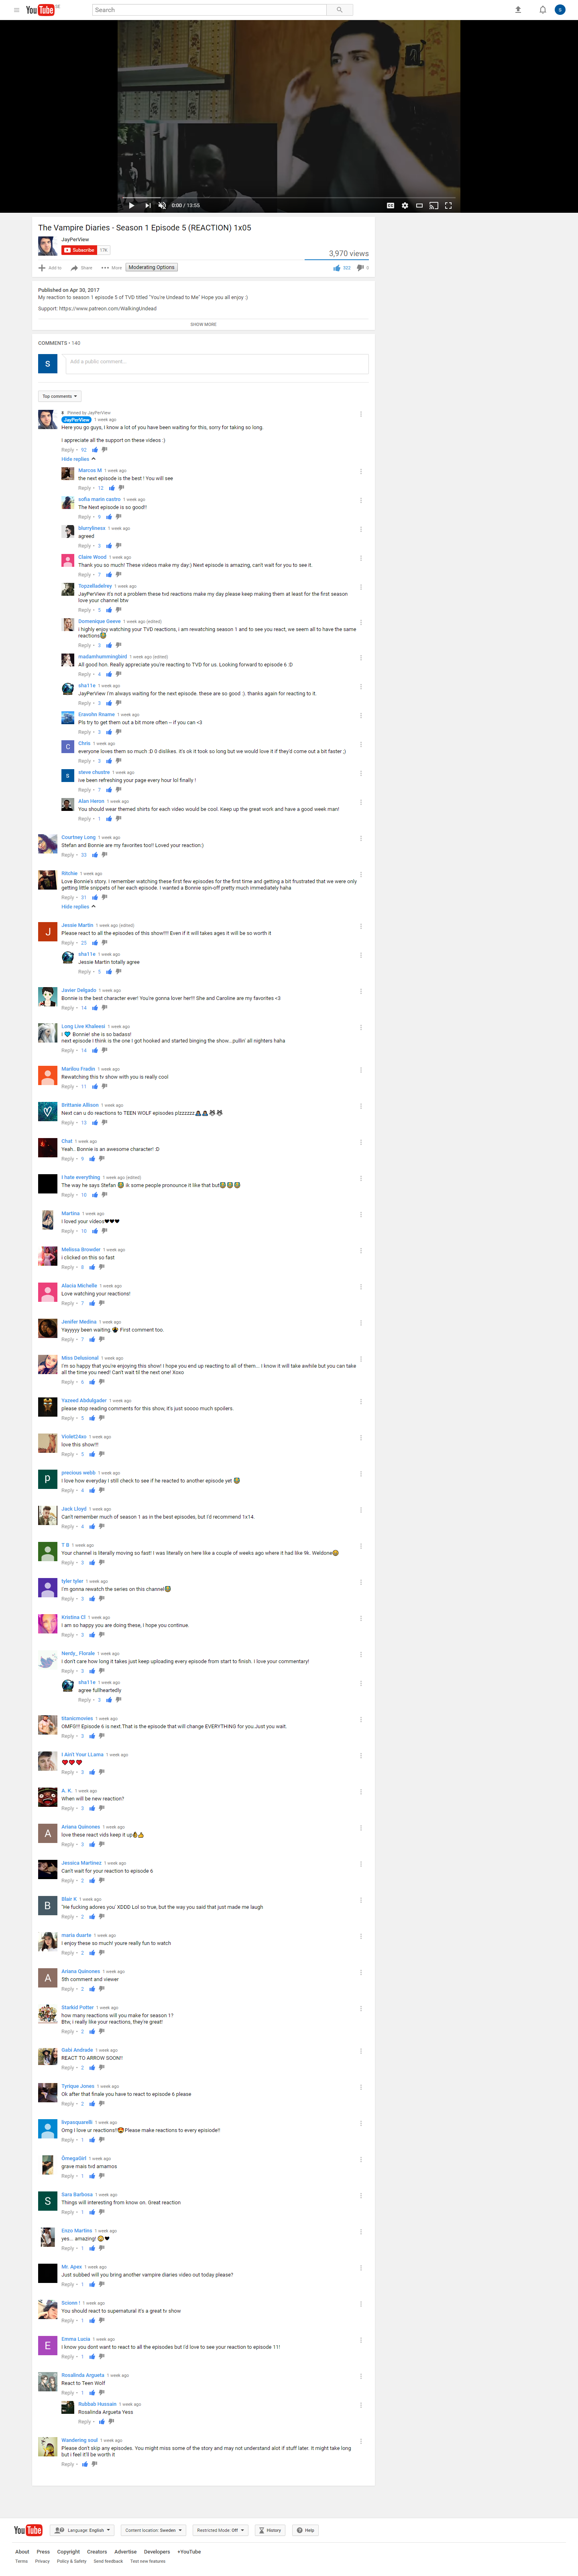 YouTube SE
Search
S
0:00 / 13:55
The Vampire Diaries - Season 1 Episode 5 (REACTION) 1x05
JayPerView
Subscribe 17K
3,970 views
Add to Share More Moderating Options
Published on Apr 30, 2017
My reaction to season 1 episode 5 of TVD titled "You're Undead to Me" Hope you all enjoy :)
Support: https://www.patreon.com/WalkingUndead
SHOW MORE
COMMENTS • 140
S
Add a public comment...
Top comments
Pinned by JayPerView
JayPerView 1 week ago
Here you go guys, I know a lot of you have been waiting for this, sorry for taking so long.
I appreciate all the support on these videos :)
Reply • 92
Hide replies
Marcos M 1 week ago
the next episode is the best ! You will see
Reply • 12
sofia marin castro 1 week ago
The Next episode is so good!!
Reply • 9
blurryliness 1 week ago
agreed
Reply • 3
Claire Wood 1 week ago
Thank you so much! These videos make my day:) Next episode is amazing, can't wait for you to see it.
Reply • 7
Topzelladelrey 1 week ago
JayPerView it's not a problem these tvd reactions make my day please keep making them at least for the first season
love your channel btw
Reply • 5
Domenique Geave 1 week ago (edited)
i highly enjoy watching your TVD reactions, i am rewatching season 1 and to see you react, we seem all to have the same
reactions
Reply • 3
madamhummingbird 1 week ago (edited)
All good hon. Really appreciate you're reacting to TVD for us. Looking forward to episode 6 :D
Reply • 4
sha11e 1 week ago
JayPerView I'm always waiting for the next episode. these are so good :). thanks again for reacting to it.
Reply • 3
Eravnhn Rname 1 week ago
Pls try to get them out a bit more often -- if you can <3
Reply • 3
C
Chris 1 week ago
everyone loves them so much :D 0 dislikes. it's ok it took so long but we would love it if they'd come out a bit faster ;)
Reply • 3
s
steve chustre 1 week ago
ive been refreshing your page every hour lol finally !
Reply • 7
Alan Heron 1 week ago
You should wear themed shirts for each video would be cool. Keep up the great work and have a good week man!
Reply • 1
Courtney Long 1 week ago
Stefan and Bonnie are my favorites too!! Loved your reaction:)
Reply • 33
Ritchie 1 week ago
Love Bonnie's story, i remember watching these first few episodes for the first time and getting a bit frustrated that we were only
getting little snippets of her each episode. I wanted a Bonnie spin-off pretty much immediately haha
Reply • 31
Hide replies
J
Jessie Martin 1 week ago (edited)
Please react to all the episodes of this show!!!! Even if it will takes ages it will be so worth it
Reply • 25
sha11e 1 week ago
Jessie Martin totally agree
Reply • 5
Javier Delgado 1 week ago
Bonnie is the best character ever! You're gonna lover her!!! She and Caroline are my favorites <3
Reply • 14
Long Live Khaleesi 1 week ago
I 💙 Bonnie! she is so badass!
next episode I think is the one I got hooked and started binging the show...pullin' all nighters haha
Reply • 14
Marilou Fradin 1 week ago
Rewatching this tv show with you is really cool
Reply • 11
Brittanie Allison 1 week ago
Next can u do reactions to TEEN WOLF episodes plzzzzzz
Reply • 13
Chat 1 week ago
Yeah.. Bonnie is an awesome character! :D
Reply • 9
I hate everything 1 week ago (edited)
The way he says Stefan 😂 ik some people pronounce it like that but😂😂😂
Reply • 10
Martina 1 week ago
I loved your videos♥♥♥
Reply • 10
Melissa Browder 1 week ago
i clicked on this so fast
Reply • 8
Alacia Michelle 1 week ago
Love watching your reactions!
Reply • 7
Jenifer Medina 1 week ago
Yayyyyy been waiting. First comment too.
Reply • 7
Miss Delusional 1 week ago
I'm so happy that you're enjoying this show! I hope you end up reacting to all of them... I know it will take awhile but you can take
all the time you need! Can't wait til the next one! Xoxo
Reply • 6
Yazeed Abdulgader 1 week ago
please stop reading comments for this show, it's just soooo much spoilers.
Reply • 5
Violet24xo 1 week ago
love this show!!!
Reply • 5
p
precious webb 1 week ago
I love how everyday I still check to see if he reacted to another episode yet
Reply • 4
Jack Lloyd 1 week ago
Can't remember much of season 1 as in the best episodes, but I'd recommend 1x14.
Reply • 4
T B 1 week ago
Your channel is literally moving so fast! I was literally on here like a couple of weeks ago where it had like 9k. Weldone
Reply • 3
tyler tyler 1 week ago
I'm gonna rewatch the series on this channel
Reply • 3
Kristina Cl 1 week ago
I am so happy you are doing these, I hope you continue.
Reply • 3
Nerdy_ Florale 1 week ago
I don't care how long it takes just keep uploading every episode from start to finish. I love your commentary!
Reply • 3
sha11e 1 week ago
agree fullheartedly
Reply • 3
titanicmovies 1 week ago
OMFG!!! Episode 6 is next.That is the episode that will change EVERYTHING for you.Just you wait.
Reply • 3
I Ain't Your LLama 1 week ago
❤❤❤
Reply • 3
A. K. 1 week ago
When will be new reaction?
Reply • 3
A
Ariana Quinones 1 week ago
love these react vids keep it up
Reply • 3
Jessica Martinez 1 week ago
Can't wait for your reaction to episode 6
Reply • 2
B
Blair K 1 week ago
'He fucking adores you' XDDD Lol so true, but the way you said that just made me laugh
Reply • 2
maria duarte 1 week ago
I enjoy these so much! youre really fun to watch
Reply • 2
A
Ariana Quinones 1 week ago
5th comment and viewer
Reply • 2
Starkid Potter 1 week ago
how many reactions will you make for season 1?
Btw, I really like your reactions, they're great!
Reply • 2
Gabi Andrade 1 week ago
REACT TO ARROW SOON!!
Reply • 2
Tyrique Jones 1 week ago
Ok after that finale you have to react to episode 6 please
Reply • 2
livpasquarelli 1 week ago
Omg I love ur reactions!!😍Please make reactions to every episode!!
Reply • 1
ÔmegaGirl 1 week ago
grave mais tvd amamos
Reply • 1
S
Sara Barbosa 1 week ago
Things will interesting from know on. Great reaction
Reply • 1
Enzo Martins 1 week ago
yes... amazing!
Reply • 1
Mr. Apex 1 week ago
Just subbed will you bring another vampire diaries video out today please?
Reply • 1
Scions ! 1 week ago
You should react to supernatural it's a great tv show
Reply • 1
E
Emma Lucia 1 week ago
I know you dont want to react to all the episodes but I'd love to see your reaction to episode 11!
Reply • 1
Rosalinda Argueta 1 week ago
React to Teen Wolf
Reply • 1
Rubbab Hussain 1 week ago
Rosalinda Argueta Yess
Reply •
Wandering soul 1 week ago
Please don't skip any episodes. You might miss some of the story and may not understand alot if stuff later. It might take long
but I feel it'll be worth it
Reply •
YouTube Language: English Content location: Sweden Restricted Mode: Off History Help
About Press Copyright Creators Advertise Developers +YouTube
Terms Privacy Policy & Safety Send feedback Test new features